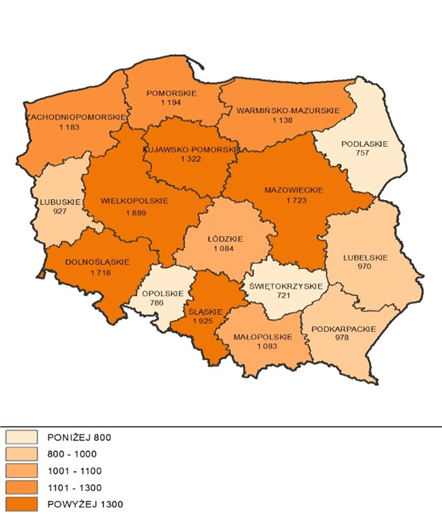 POMORSKIE
1 194
ZACHODNIOPOMORSKIE
1 183
WARMIŃSKO-MAZURSKIE
1 138
PODLASKIE
757
KUJAWSKO-POMORSKIE
1 322
MAZOWIECKIE
1 723
LUBUSKIE
927
WIELKOPOLSKIE
1 889
ŁÓDZKIE
1 084
LUBELSKIE
970
DOLNOŚLĄSKIE
1 718
OPOLSKIE
786
ŚLĄSKIE
1 925
ŚWIĘTOKRZYSKIE
721
MAŁOPOLSKIE
1 083
PODKARPACKIE
978
PONIŻEJ 800
800 - 1000
1001 - 1100
1101 - 1300
POWYŻEJ 1300